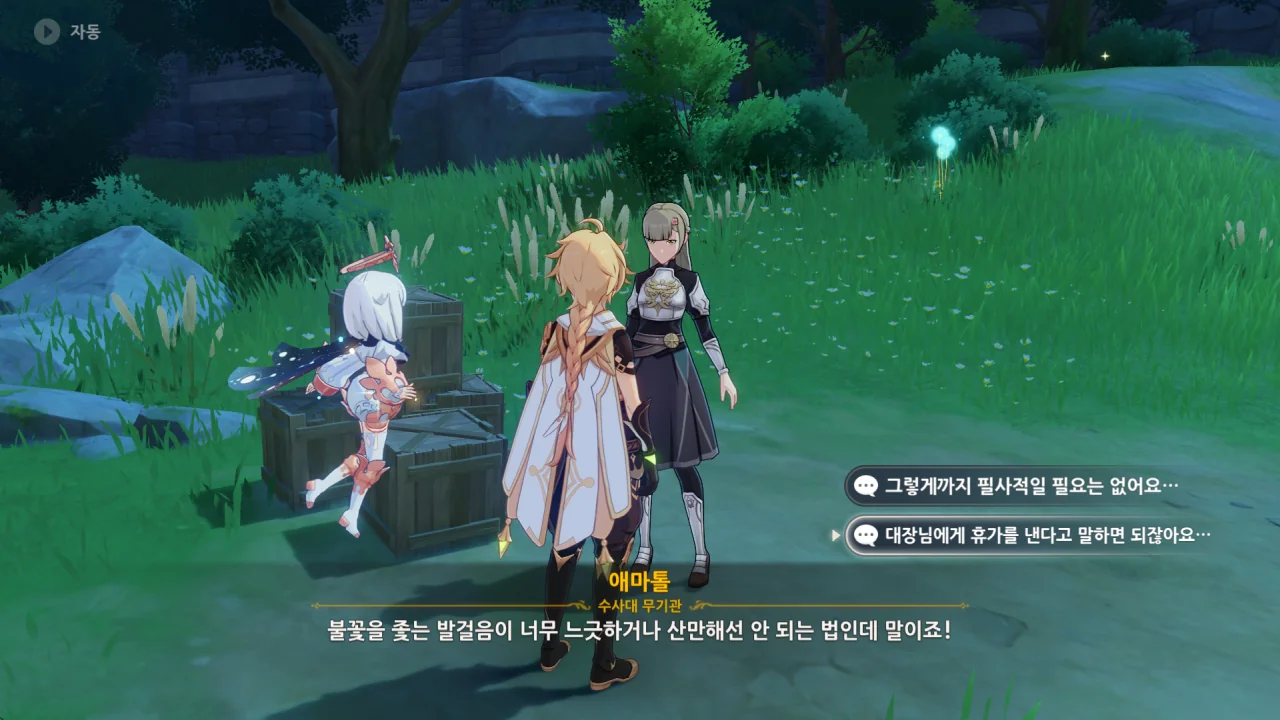 자동
그렇게까지 필사적일 필요는 없어요…
대장님에게 휴가를 낸다고 말하면 되잖아요…
애마톨
수사대 무기관
불꽃을 좇는 발걸음이 너무 느긋하거나 산만해선 안 되는 법인데 말이죠!